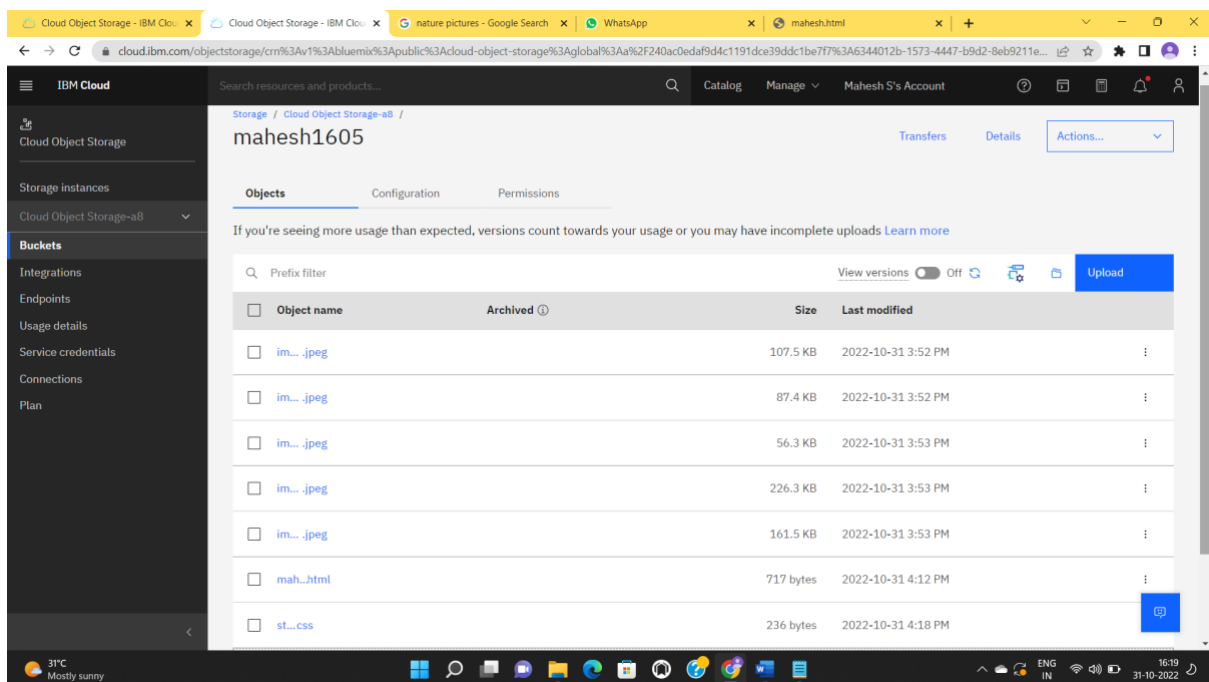 Cloud Object Storage - IBM Clou
Cloud Object Storage - IBM Clou
nature pictures - Google Search
WhatsApp
mahesh.html
cloud.ibm.com/objectstorage/crn%3Av1%3Abluemix%3Apublic%3Acloud-object-storage%3Aglobal%3Aa%2F240ac0edaf9d4c1191dce39ddc1be7f7%3A6344012b-1573-4447-b9d2-8eb9211e...
IBM Cloud
Search resources and products...
Catalog
Manage
Mahesh S's Account
Cloud Object Storage
Storage instances
Cloud Object Storage-a8
Buckets
Integrations
Endpoints
Usage details
Service credentials
Connections
Plan
Storage / Cloud Object Storage-a8 /
mahesh1605
Transfers
Details
Actions...
Objects
Configuration
Permissions
If you're seeing more usage than expected, versions count towards your usage or you may have incomplete uploads Learn more
Prefix filter
View versions Off
Upload
Object name Archived Size Last modified
im... .jpeg 107.5 KB 2022-10-31 3:52 PM
im... .jpeg 87.4 KB 2022-10-31 3:52 PM
im... .jpeg 56.3 KB 2022-10-31 3:53 PM
im... .jpeg 226.3 KB 2022-10-31 3:53 PM
im... .jpeg 161.5 KB 2022-10-31 3:53 PM
mah...html 717 bytes 2022-10-31 4:12 PM
st...css 236 bytes 2022-10-31 4:18 PM
31°C
Mostly sunny
ENG
IN
16:19
31-10-2022